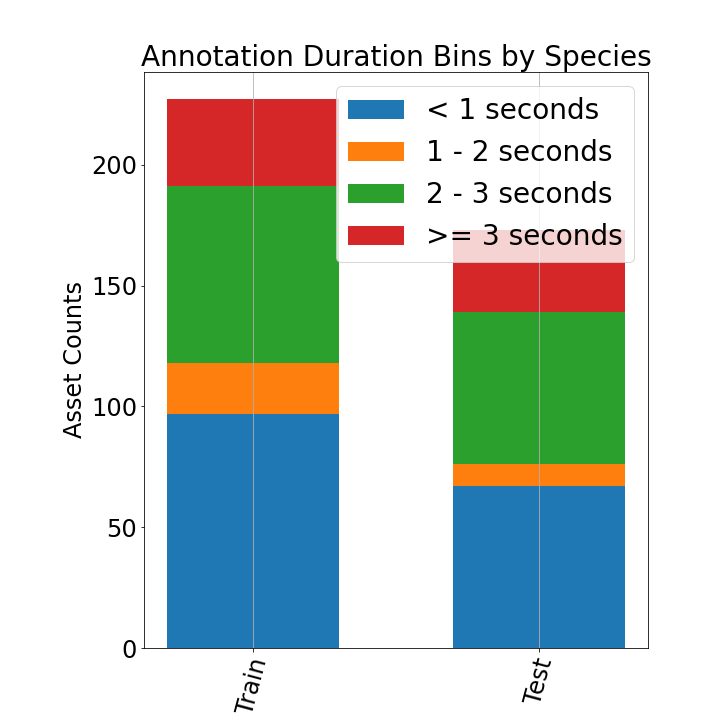 Annotation Duration Bins by Species
< 1 seconds
1 - 2 seconds
2 - 3 seconds
>= 3 seconds
Asset Counts
200
150
100
50
0
Train
Test